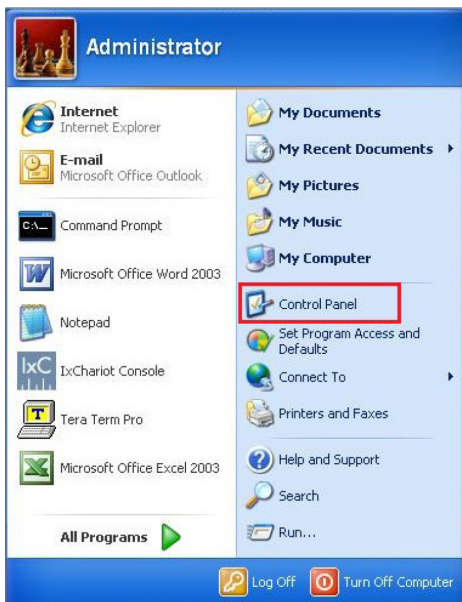 Administrator
Internet
Internet Explorer
E-mail
Microsoft Office Outlook
C:\_
Command Prompt
Microsoft Office Word 2003
Notepad
IxC
IxChariot Console
T
Tera Term Pro
Microsoft Office Excel 2003
All Programs
My Documents
My Recent Documents
My Pictures
My Music
My Computer
Control Panel
Set Program Access and
Defaults
Connect To
Printers and Faxes
Help and Support
Search
Run...
Log Off
Turn Off Computer